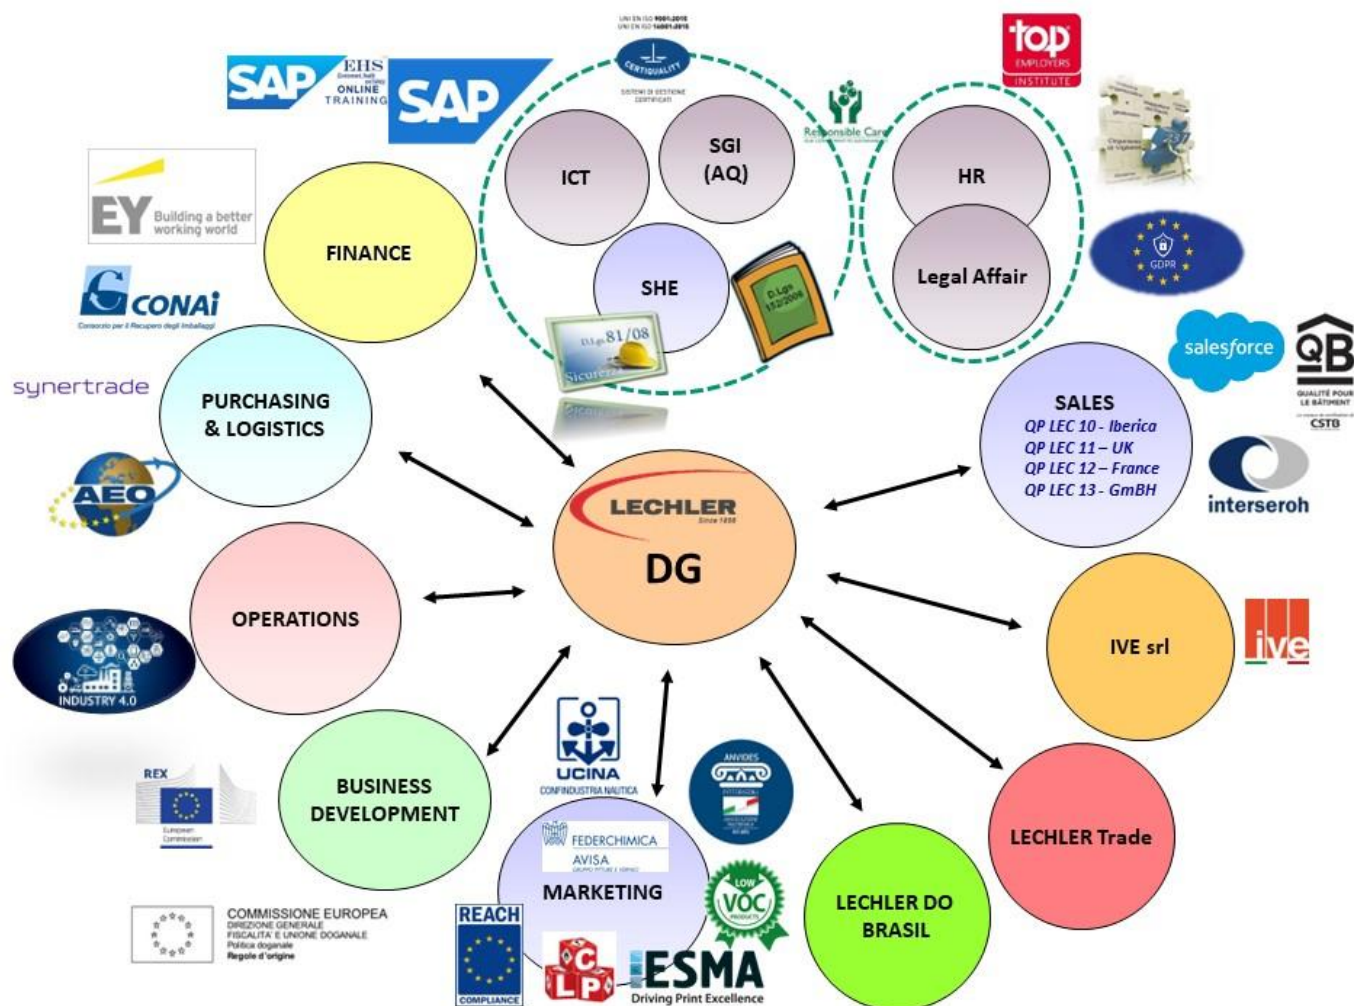 UNI EN ISO 9001:2015
UNI EN ISO 14001:2015
CERTIQUALITY
SISTEMI DI GESTIONE
CERTIFICATI
top
EMPLOYERS
INSTITUTE
SAP
EHS
ONLINE
TRAINING
SAP
Responsible Care
ICT
SGI
(AQ)
HR
EY
Building a better
working world
FINANCE
SHE
D.Lgs
152/2006
Legal Affair
GDPR
CONAI
Consorzio per il Recupero degli Imballaggi
D.Lgs.81/08
Sicurezza
salesforce
QB
QUALITÉ POUR
LE BÂTIMENT
CSTB
synertrade
PURCHASING
& LOGISTICS
SALES
QP LEC 10 - Iberica
QP LEC 11 – UK
QP LEC 12 – France
QP LEC 13 - GmBH
interseroh
AEO
LECHLER
Since 1858
DG
OPERATIONS
INDUSTRY 4.0
IVE srl
ive
REX
European
Commission
BUSINESS
DEVELOPMENT
UCINA
CONFINDUSTRIA NAUTICA
ANVIDES
FEDERCHIMICA
AVISA
GRUPPO PITTURE E VERNICI
MARKETING
LOW
VOC
PRODUCTS
LECHLER Trade
LECHLER DO
BRASIL
COMMISSIONE EUROPEA
DIREZIONE GENERALE
FISCALITA' E UNIONE DOGANALE
Politica doganale
Regole d'origine
REACH
COMPLIANCE
CLP
ESMA
Driving Print Excellence